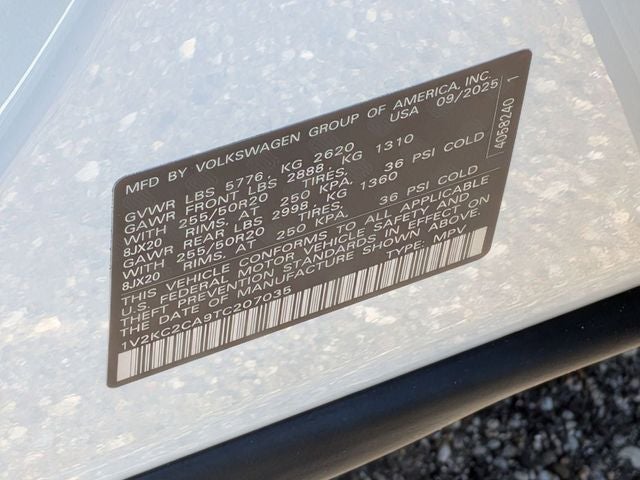 MFD BY VOLKSWAGEN GROUP OF AMERICA, INC.
USA 09/2025
GVWR LBS 5776, KG 2620
GAWR FRONT LBS 2888, KG 1310
WITH 255/50R20 TIRES,
8JX20 RIMS, AT 250 KPA, 36 PSI COLD
GAWR REAR LBS 2998, KG 1360
WITH 255/50R20 TIRES,
8JX20 RIMS, AT 250 KPA, 36 PSI COLD
THIS VEHICLE CONFORMS TO ALL APPLICABLE
U.S. FEDERAL MOTOR VEHICLE SAFETY AND
THEFT PREVENTION STANDARDS IN EFFECT ON
THE DATE OF MANUFACTURE SHOWN ABOVE.
1V2KC2CA9TC207035 TYPE: MPV
4058240 1